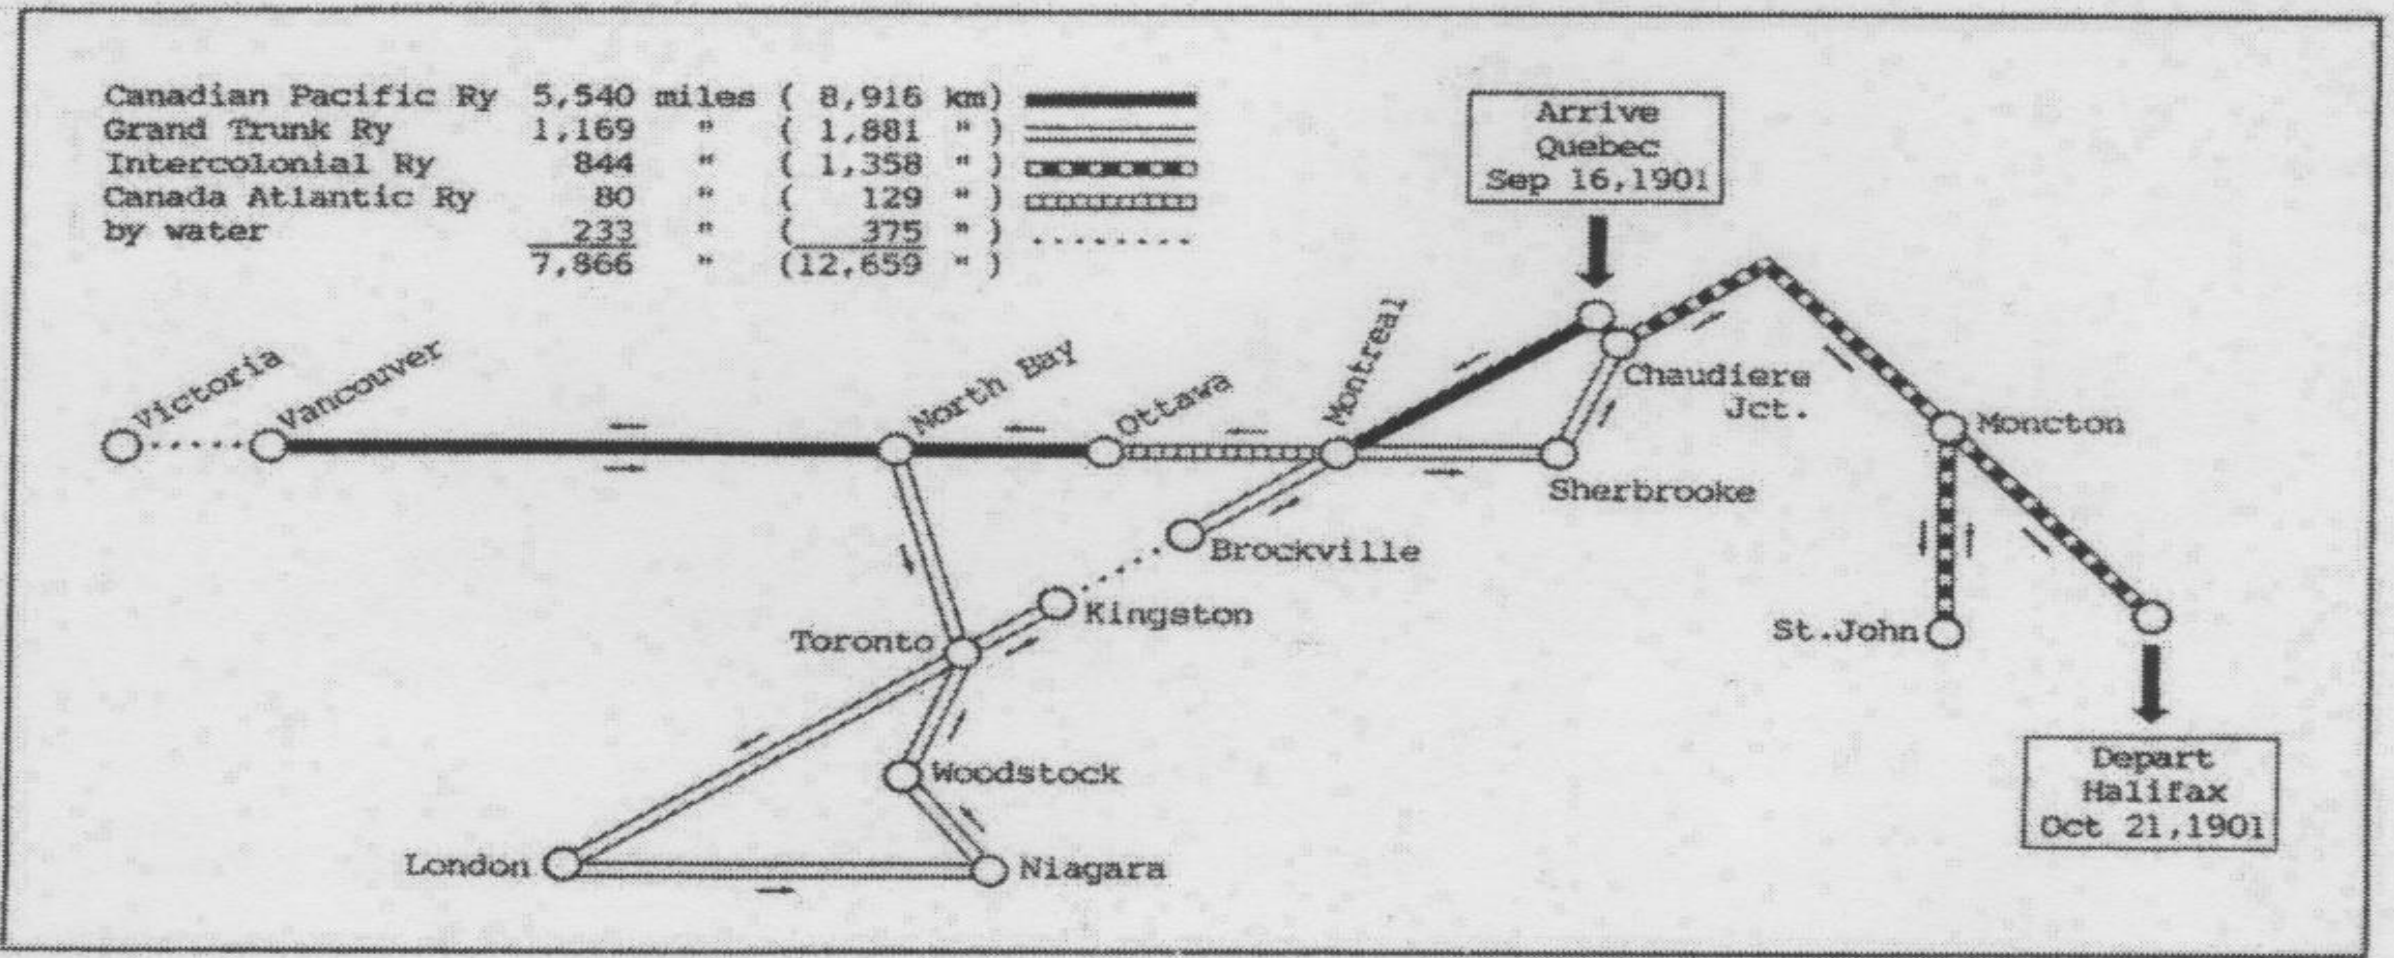 Canadian Pacific Ry 5,540 miles ( 8,916 km)
Grand Trunk Ry 1,169 " ( 1,881 " )
Intercolonial Ry 844 " ( 1,358 " )
Canada Atlantic Ry 80 " ( 129 " )
by water 233 " ( 375 " )
7,866 " (12,659 " )
Arrive
Quebec
Sep 16,1901
Victoria
Vancouver
North Bay
Ottawa
Montreal
Chaudiere
Jct.
Moncton
Sherbrooke
Brockville
Kingston
Toronto
St.John
Woodstock
London
Niagara
Depart
Halifax
Oct 21,1901